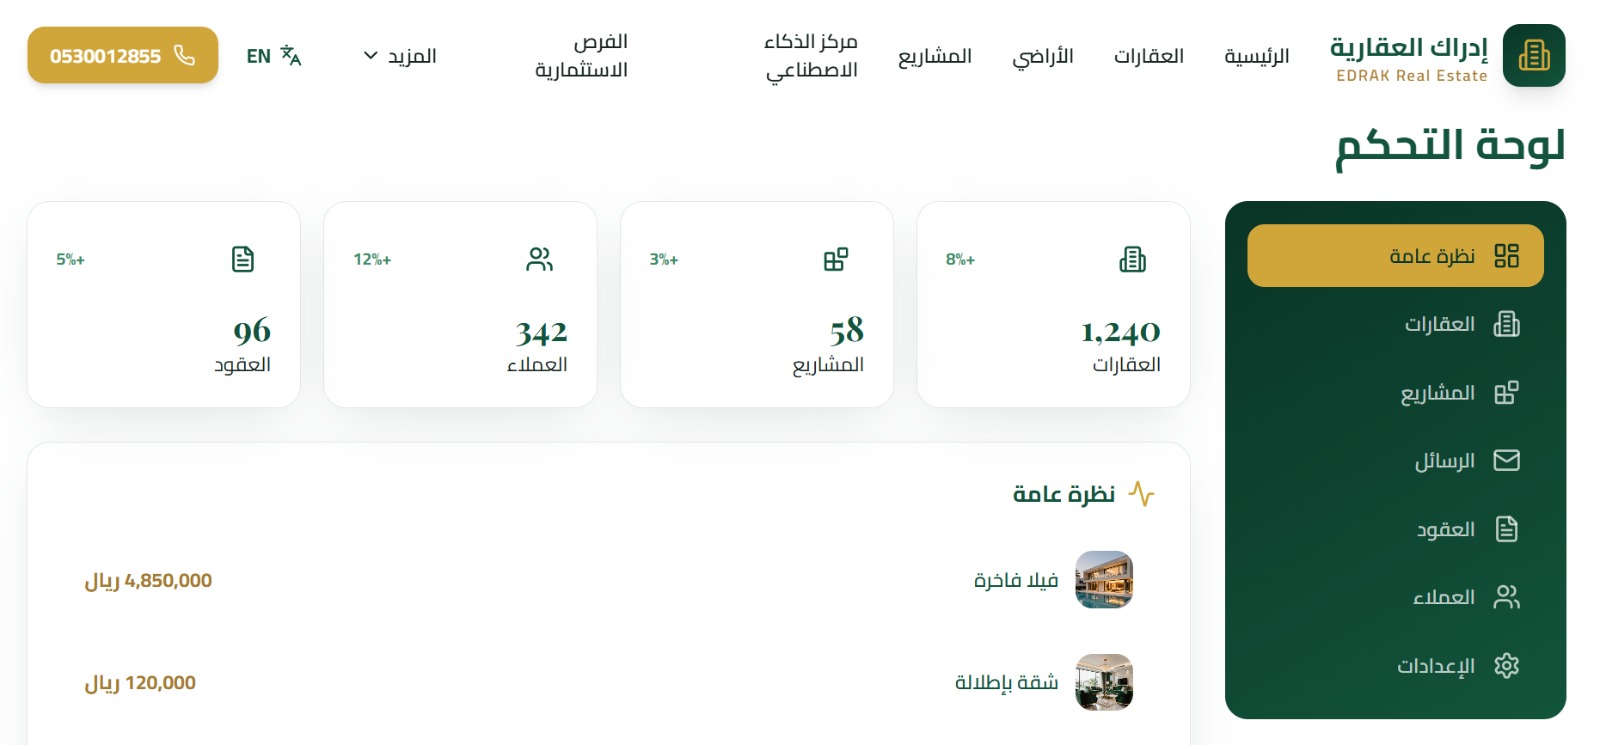 إدراك العقارية
EDRAK Real Estate
الرئيسية
العقارات
الأراضي
المشاريع
مركز الذكاء
الاصطناعي
الفرص
الاستثمارية
المزيد
EN
0530012855
لوحة التحكم
نظرة عامة
العقارات
المشاريع
الرسائل
العقود
العملاء
الإعدادات
8%+
1,240
العقارات
3%+
58
المشاريع
12%+
342
العملاء
5%+
96
العقود
نظرة عامة
فيلا فاخرة
4,850,000 ريال
شقة بإطلالة
120,000 ريال